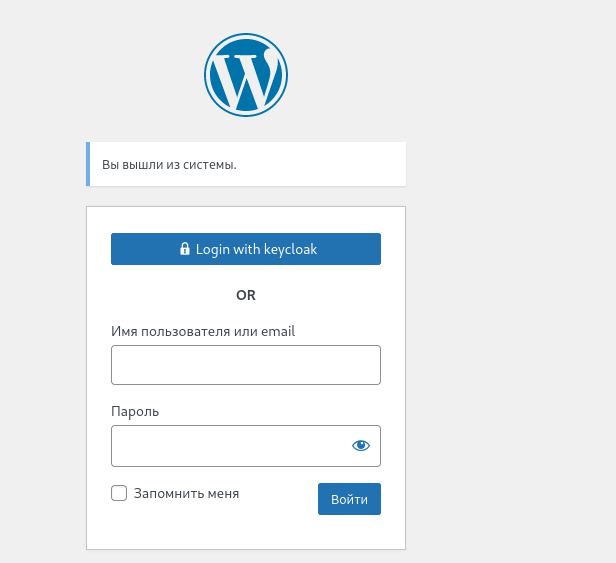 Вы вышли из системы.
Login with keycloak
OR
Имя пользователя или email
Пароль
Запомнить меня
Войти